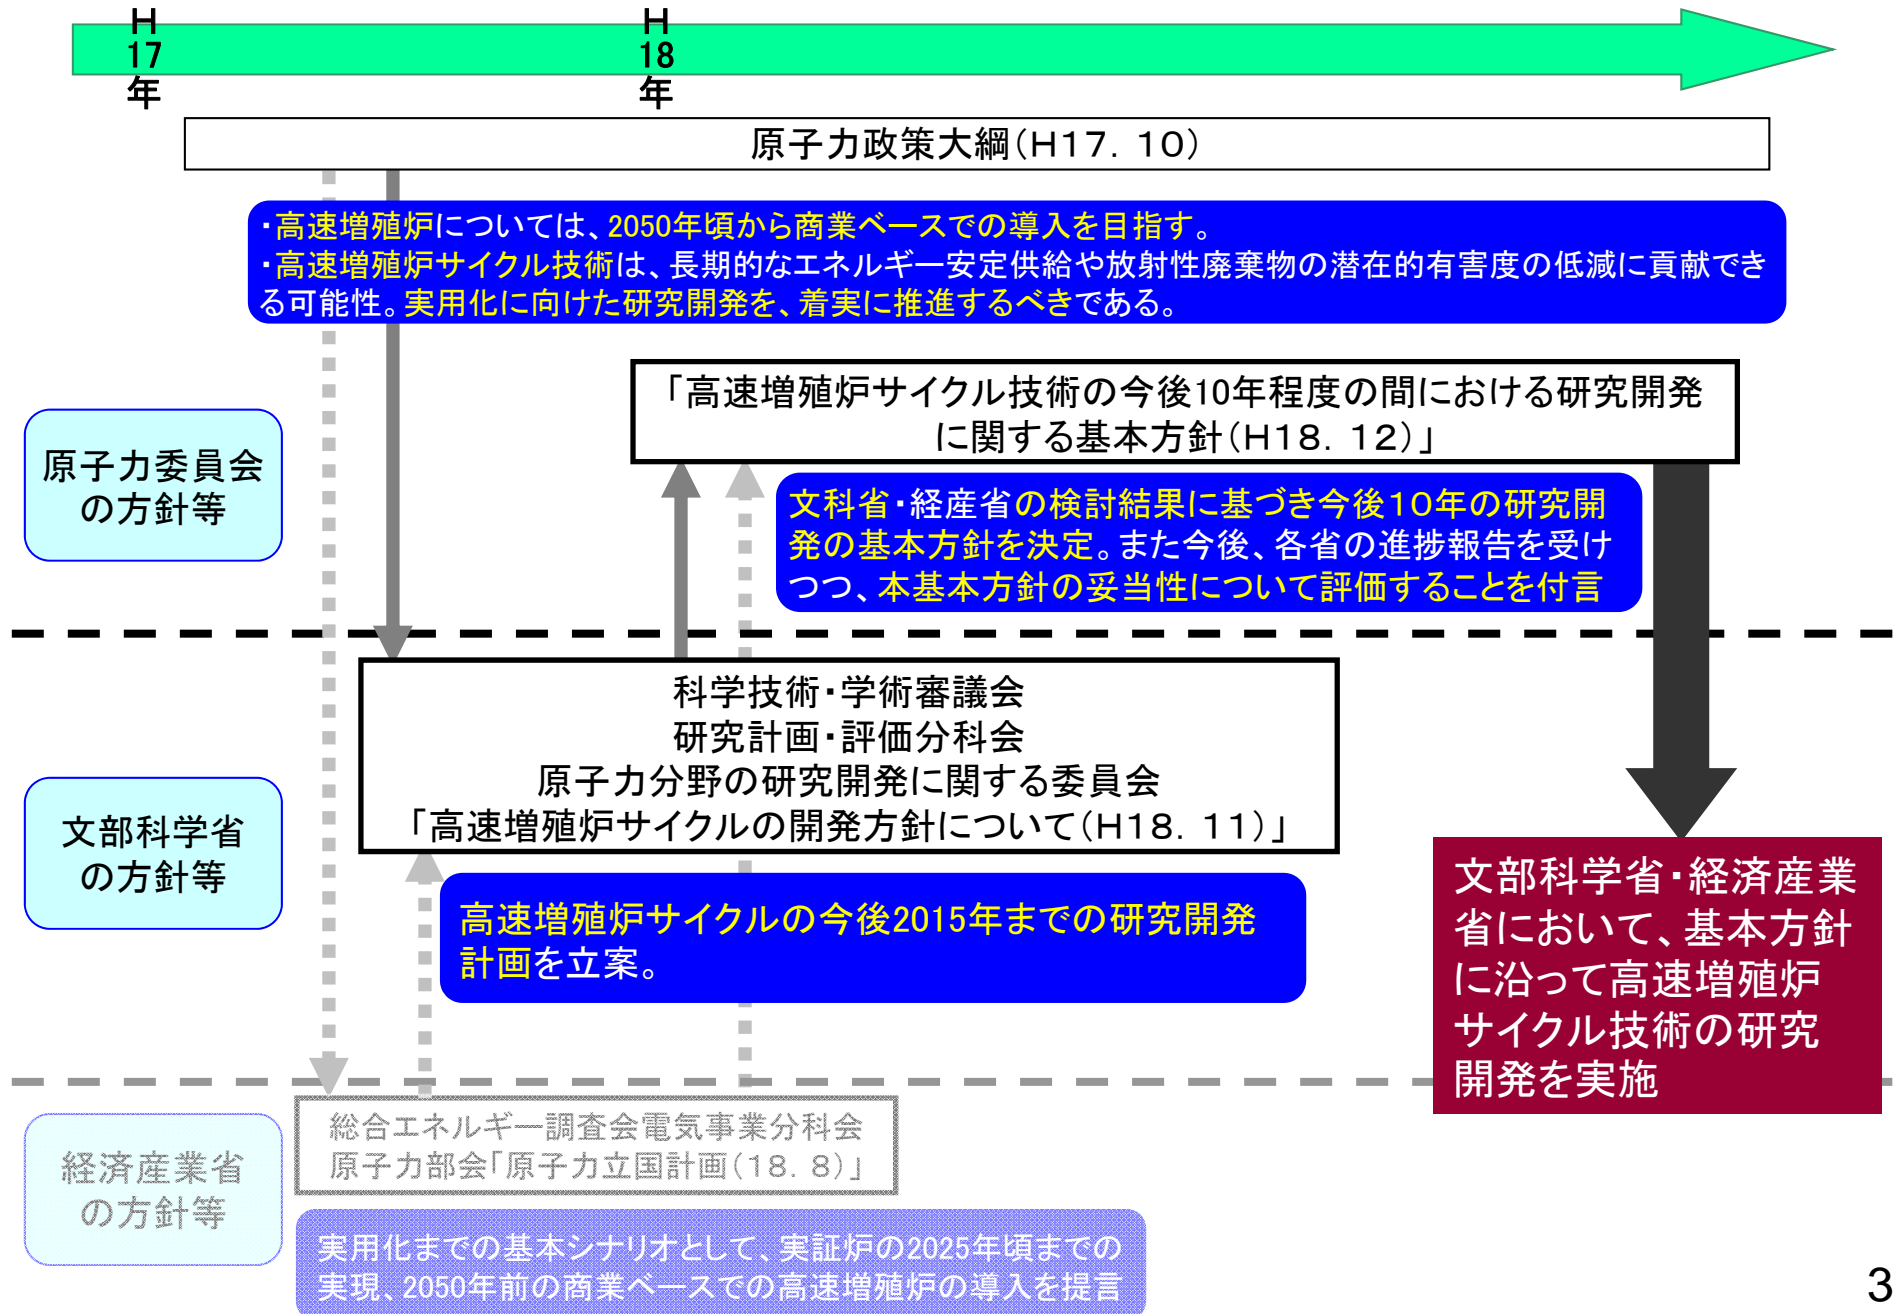 H
17
年
H
18
年
原子力政策大綱(H17．10)
・高速増殖炉については、2050年頃から商業ベースでの導入を目指す。
・高速増殖炉サイクル技術は、長期的なエネルギー安定供給や放射性廃棄物の潜在的有害度の低減に貢献でき
る可能性。実用化に向けた研究開発を、着実に推進するべきである。
「高速増殖炉サイクル技術の今後10年程度の間における研究開発
に関する基本方針(H18．12)」
原子力委員会
の方針等
文科省・経産省の検討結果に基づき今後10年の研究開
発の基本方針を決定。また今後、各省の進捗報告を受け
つつ、本基本方針の妥当性について評価することを付言
科学技術・学術審議会
研究計画・評価分科会
原子力分野の研究開発に関する委員会
「高速増殖炉サイクルの開発方針について(H18．11)」
文部科学省
の方針等
高速増殖炉サイクルの今後2015年までの研究開発
計画を立案。
文部科学省・経済産業
省において、基本方針
に沿って高速増殖炉
サイクル技術の研究
開発を実施
総合エネルギー調査会電気事業分科会
原子力部会「原子力立国計画(18．8)」
経済産業省
の方針等
実用化までの基本シナリオとして、実証炉の2025年頃までの
実現、2050年前の商業ベースでの高速増殖炉の導入を提言
3